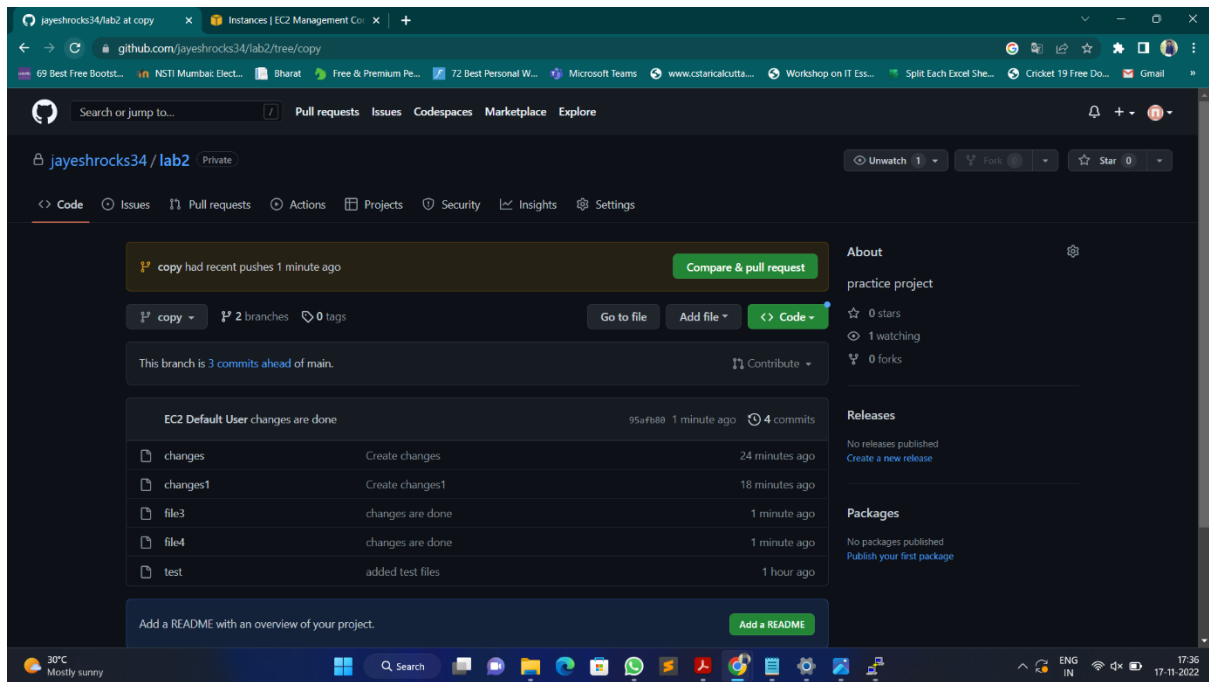 jayeshrocks34/lab2 at copy
Instances | EC2 Management Co
github.com/jayeshrocks34/lab2/tree/copy
69 Best Free Bootst... NSTI Mumbai: Elect... Bharat Free & Premium Pe... 72 Best Personal W... Microsoft Teams www.cstaricalcutta.... Workshop on IT Ess... Split Each Excel She... Cricket 19 Free Do... Gmail »
Search or jump to... / Pull requests Issues Codespaces Marketplace Explore
jayeshrocks34 / lab2 Private
Unwatch 1 Fork 0 Star 0
Code Issues Pull requests Actions Projects Security Insights Settings
copy had recent pushes 1 minute ago Compare & pull request
copy 2 branches 0 tags Go to file Add file Code
This branch is 3 commits ahead of main. Contribute
EC2 Default User changes are done 95afb80 1 minute ago 4 commits
changes Create changes 24 minutes ago
changes1 Create changes1 18 minutes ago
file3 changes are done 1 minute ago
file4 changes are done 1 minute ago
test added test files 1 hour ago
Add a README with an overview of your project. Add a README
About
practice project
0 stars
1 watching
0 forks
Releases
No releases published
Create a new release
Packages
No packages published
Publish your first package
30°C
Mostly sunny
Search
ENG
IN
17:36
17-11-2022